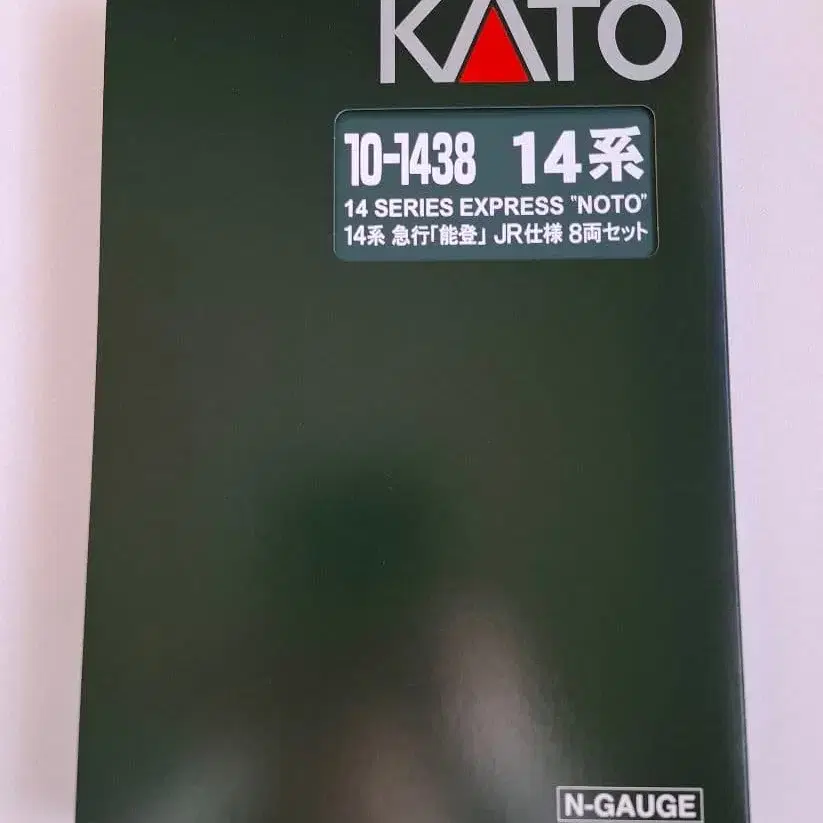 KATO
10-1438 14系
14 SERIES EXPRESS "NOTO"
14系 急行「能登」 JR仕様 8両セット
N-GAUGE